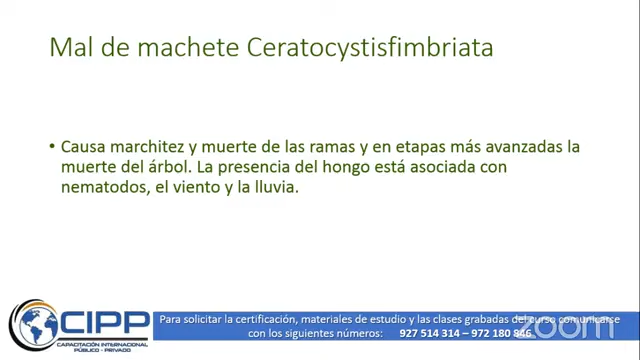 Mal de machete Ceratocystisfimbriata
• Causa marchitez y muerte de las ramas y en etapas más avanzadas la
muerte del árbol. La presencia del hongo está asociada con
nematodos, el viento y la lluvia.
CIPP
CAPACITACIÓN INTERNACIONAL
PÚBLICO - PRIVADO
Para solicitar la certificación, materiales de estudio y las clases grabadas del curso comunicarse
con los siguientes números: 927 514 314 – 972 180 846
zoom